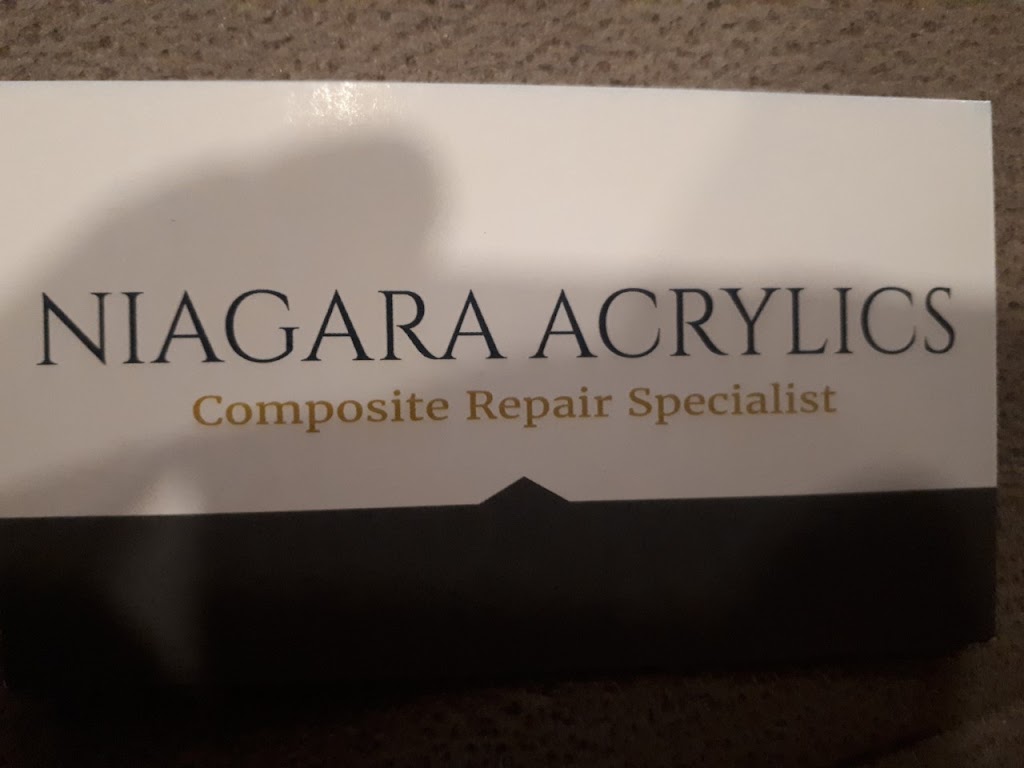 NIAGARA ACRYLICS
Composite Repair Specialist